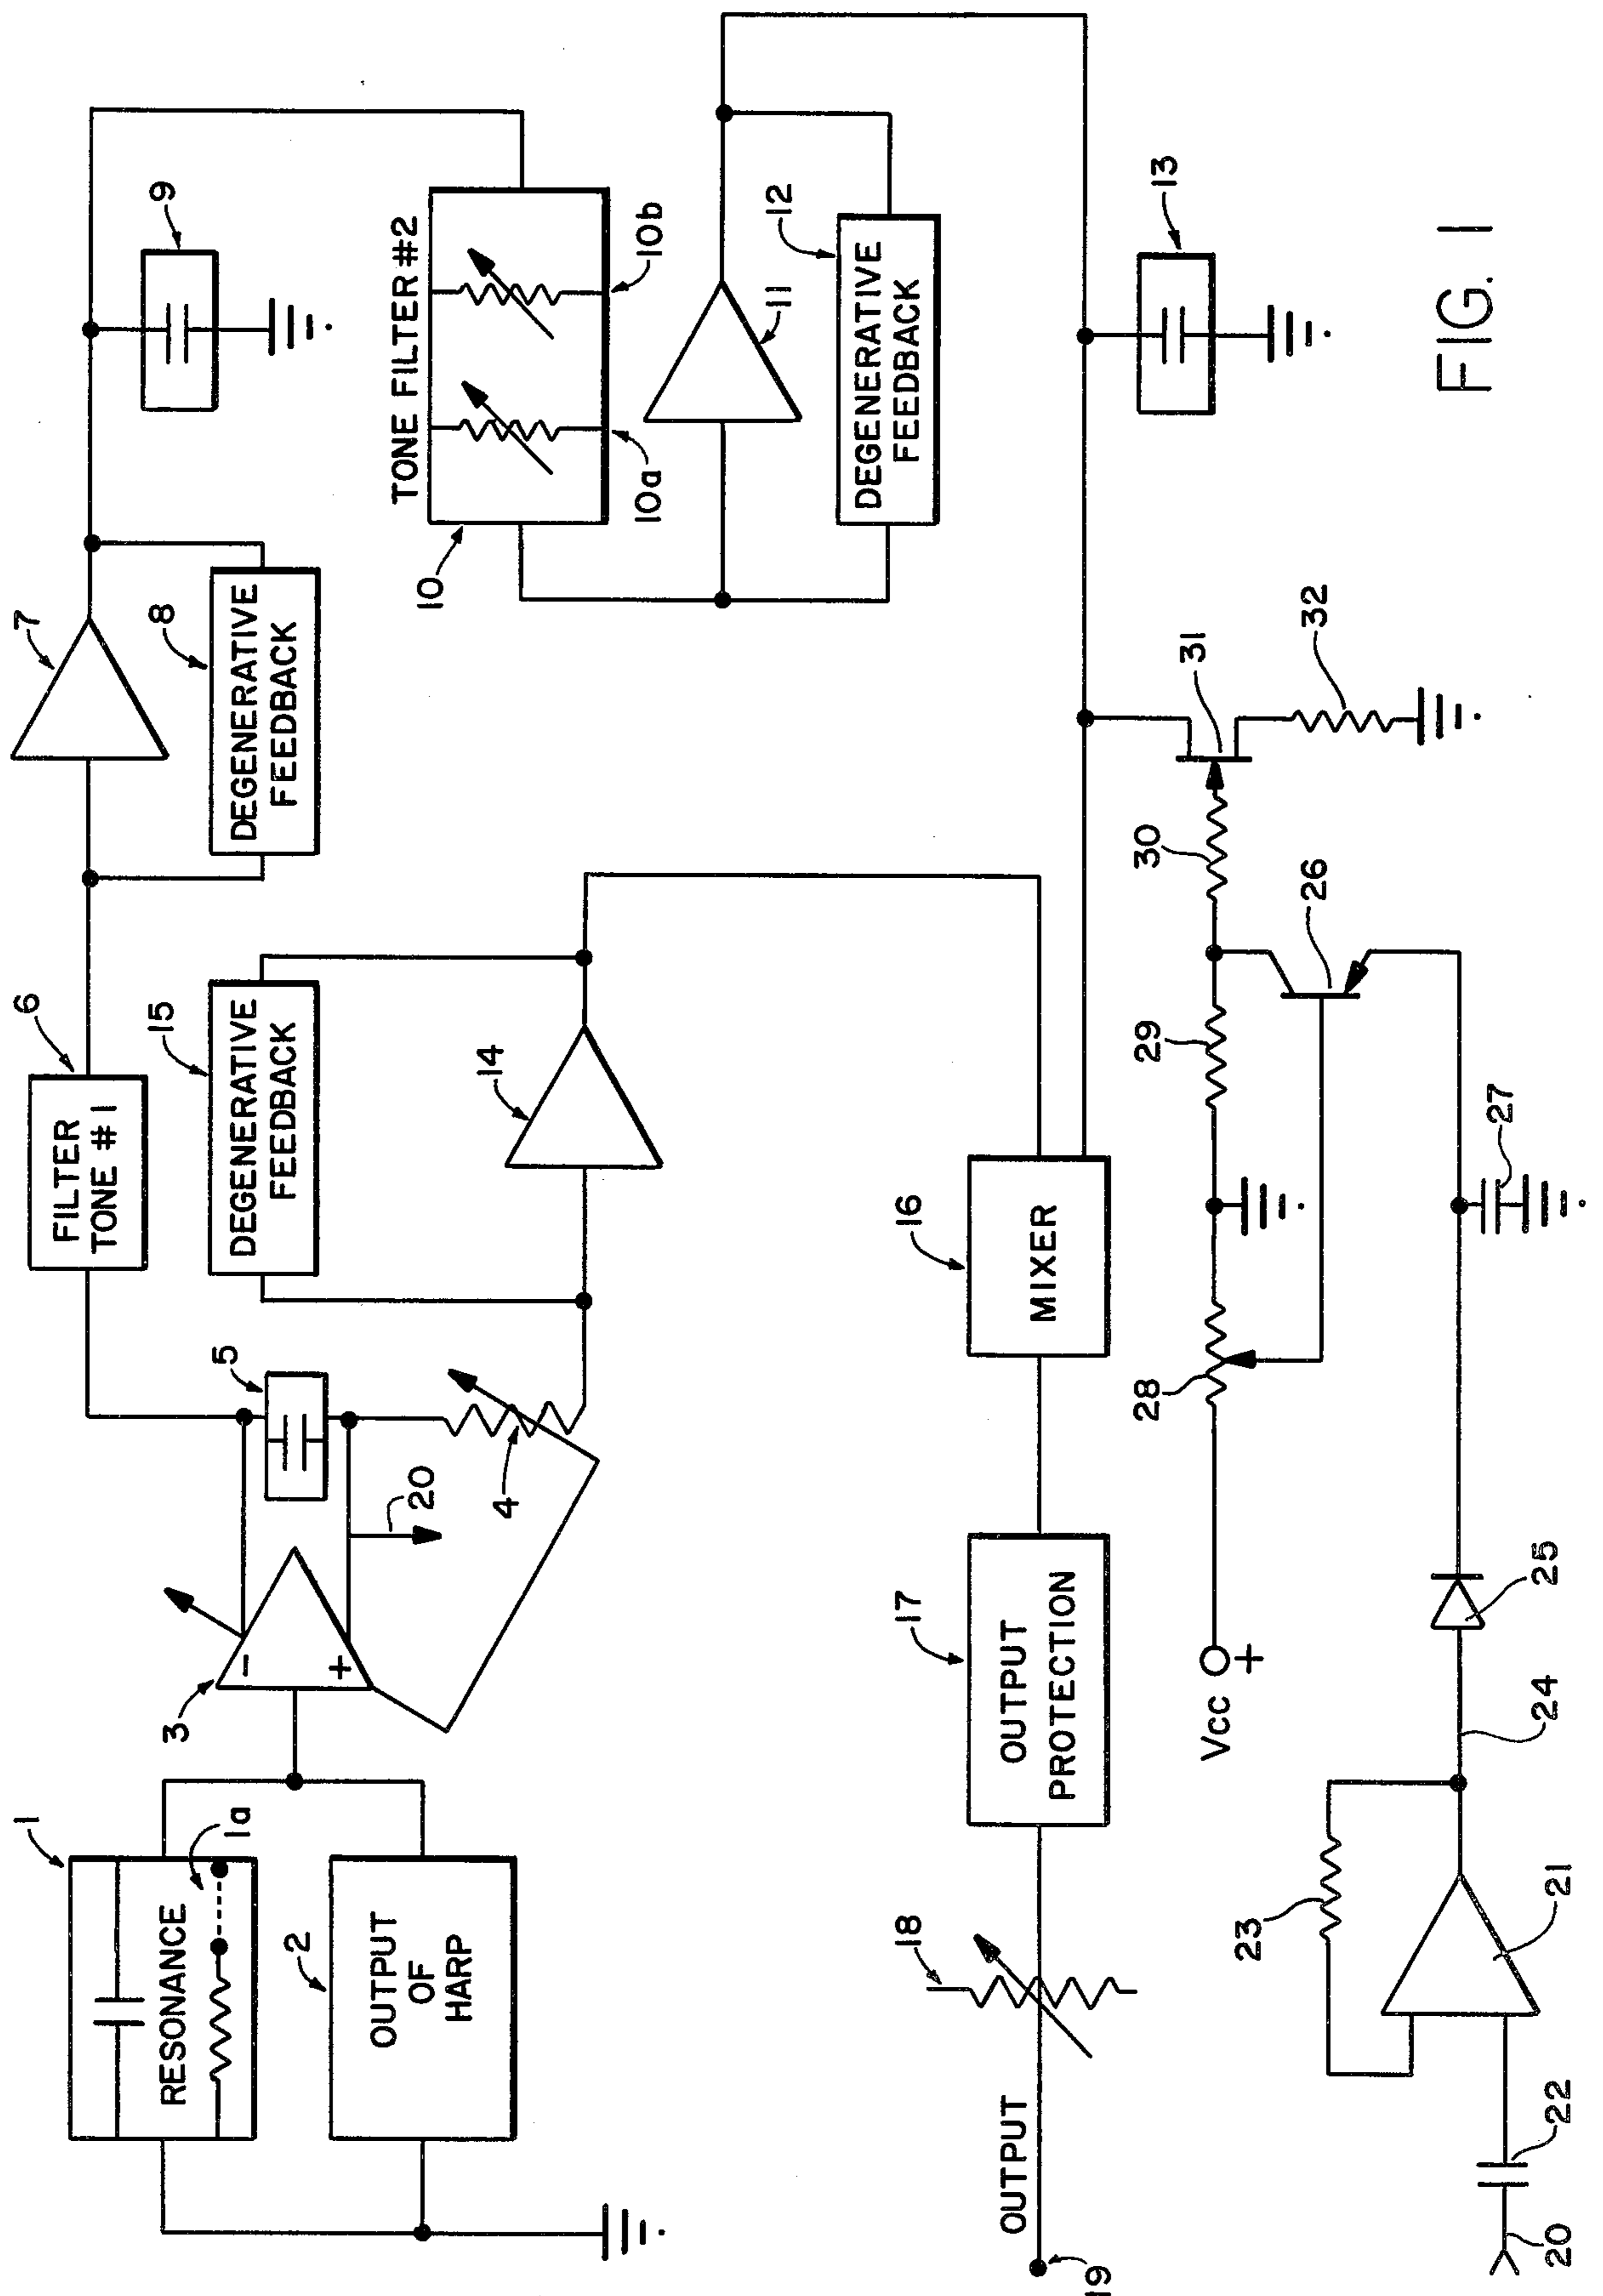 1
RESONANCE
1a
2
OUTPUT
OF
HARP
3
-
+
20
4
5
6
FILTER
TONE #1
7
8
DEGENERATIVE
FEEDBACK
9
TONE FILTER #2
10
10a
10b
11
12
DEGENERATIVE
FEEDBACK
13
14
15
DEGENERATIVE
FEEDBACK
16
MIXER
17
OUTPUT
PROTECTION
18
OUTPUT
19
Vcc
+
28
29
30
31
32
26
27
25
24
23
21
22
20
FIG. 1